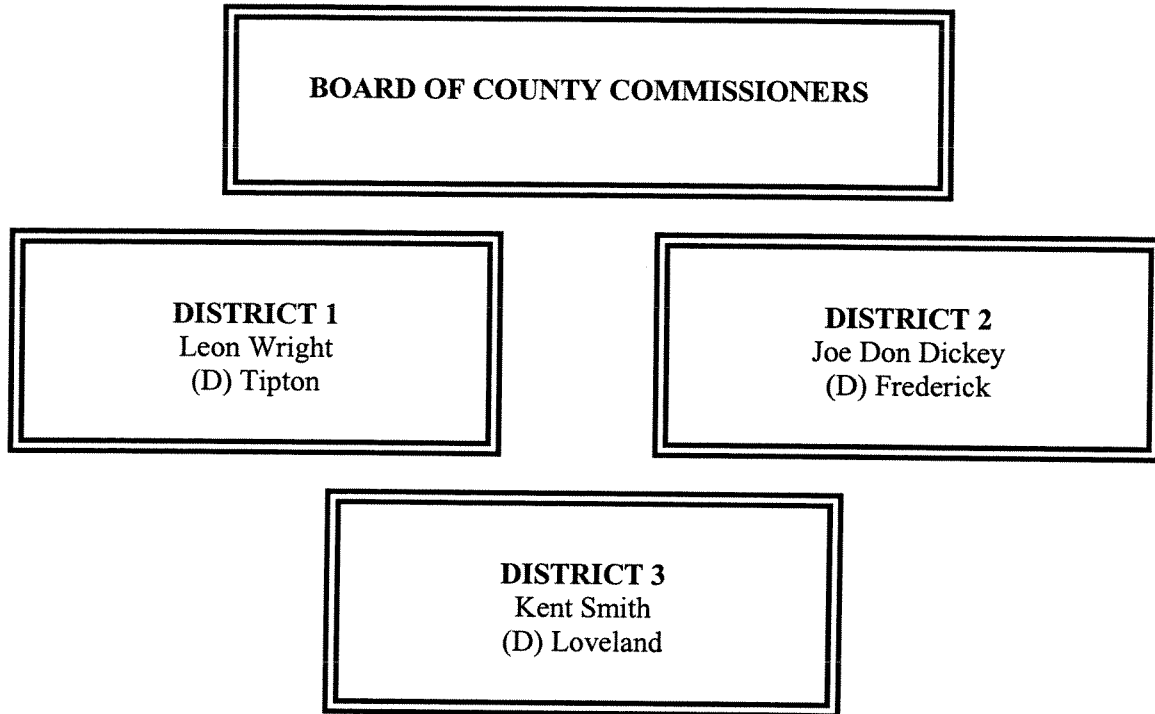 BOARD OF COUNTY COMMISSIONERS
DISTRICT 1
Leon Wright
(D) Tipton
DISTRICT 2
Joe Don Dickey
(D) Frederick
DISTRICT 3
Kent Smith
(D) Loveland